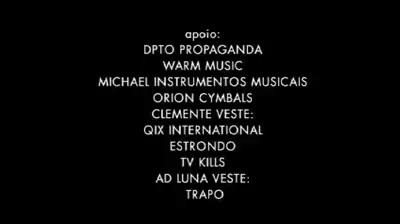 apoio:
DPTO PROPAGANDA
WARM MUSIC
MICHAEL INSTRUMENTOS MUSICAIS
ORION CYMBALS
CLEMENTE VESTE:
QIX INTERNATIONAL
ESTRONDO
TV KILLS
AD LUNA VESTE:
TRAPO